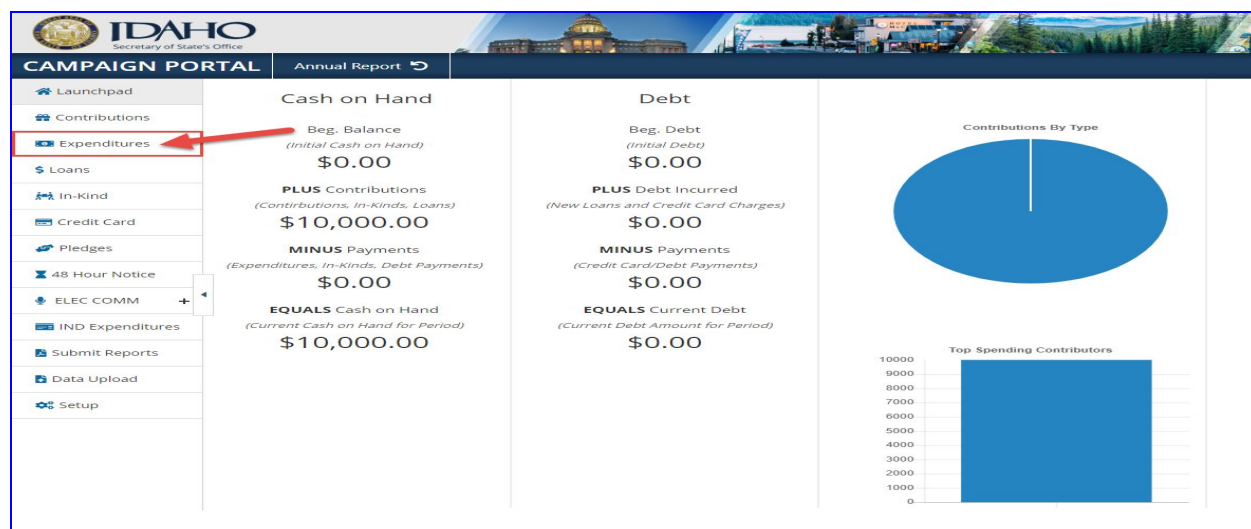 IDAHO
Secretary of State's Office
CAMPAIGN PORTAL
Annual Report
Launchpad
Contributions
Expenditures
$ Loans
In-Kind
Credit Card
Pledges
48 Hour Notice
ELEC COMM +
IND Expenditures
Submit Reports
Data Upload
Setup
Cash on Hand
Beg. Balance
(Initial Cash on Hand)
$0.00
PLUS Contributions
(Contirbutions, In-Kinds, Loans)
$10,000.00
MINUS Payments
(Expenditures, In-Kinds, Debt Payments)
$0.00
EQUALS Cash on Hand
(Current Cash on Hand for Period)
$10,000.00
Debt
Beg. Debt
(Initial Debt)
$0.00
PLUS Debt Incurred
(New Loans and Credit Card Charges)
$0.00
MINUS Payments
(Credit Card/Debt Payments)
$0.00
EQUALS Current Debt
(Current Debt Amount for Period)
$0.00
Contributions By Type
Top Spending Contributors
10000
9000
8000
7000
6000
5000
4000
3000
2000
1000
0